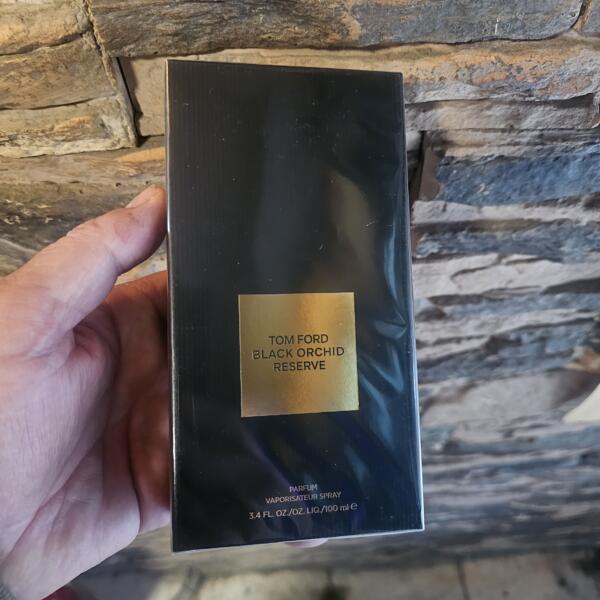 TOM FORD
BLACK ORCHID
RESERVE
PARFUM
VAPORISATEUR SPRAY
3.4 FL. OZ./OZ. LIQ./100 ml ℮